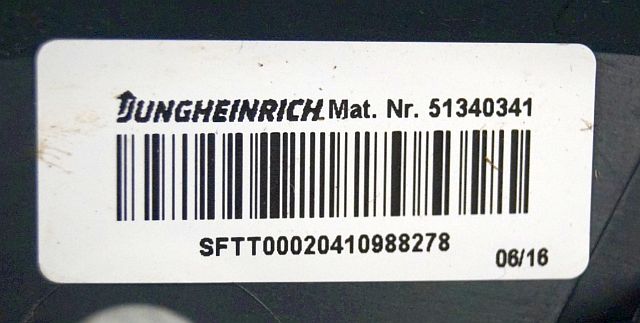 JUNGHEINRICH Mat. Nr. 51340341
SFTT00020410988278
06/16